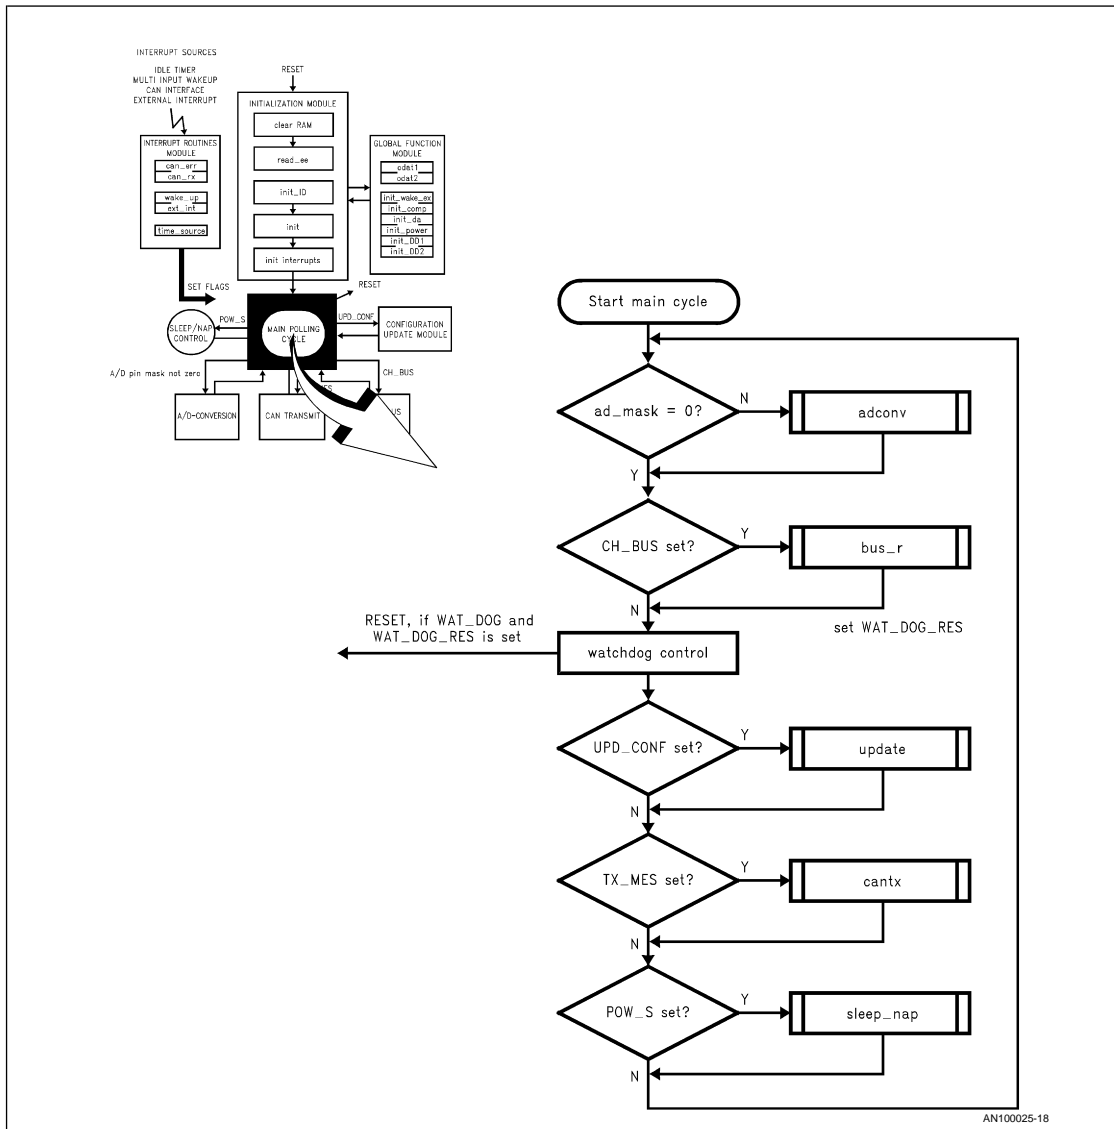 INTERRUPT SOURCES
IDLE TIMER
MULTI INPUT WAKEUP
CAN INTERFACE
EXTERNAL INTERRUPT
INTERRUPT ROUTINES
MODULE
can_err
can_rx
wake_up
ext_int
time_source
SET FLAGS
RESET
INITIALIZATION MODULE
clear RAM
read_ee
init_ID
init
init interrupts
GLOBAL FUNCTION
MODULE
odat1
odat2
init_wake_ex
init_comp
init_da
init_power
init_DD1
init_DD2
RESET
SLEEP/NAP
CONTROL
POW_S
MAIN POLLING
CYCLE
UPD_CONF
CONFIGURATION
UPDATE MODULE
A/D pin mask not zero
CH_BUS
A/D-CONVERSION
CAN TRANSMIT
Start main cycle
ad_mask = 0?
N
adconv
Y
CH_BUS set?
Y
bus_r
N
set WAT_DOG_RES
RESET, if WAT_DOG and
WAT_DOG_RES is set
watchdog control
UPD_CONF set?
Y
update
N
TX_MES set?
Y
cantx
N
POW_S set?
Y
sleep_nap
N
AN100025-18